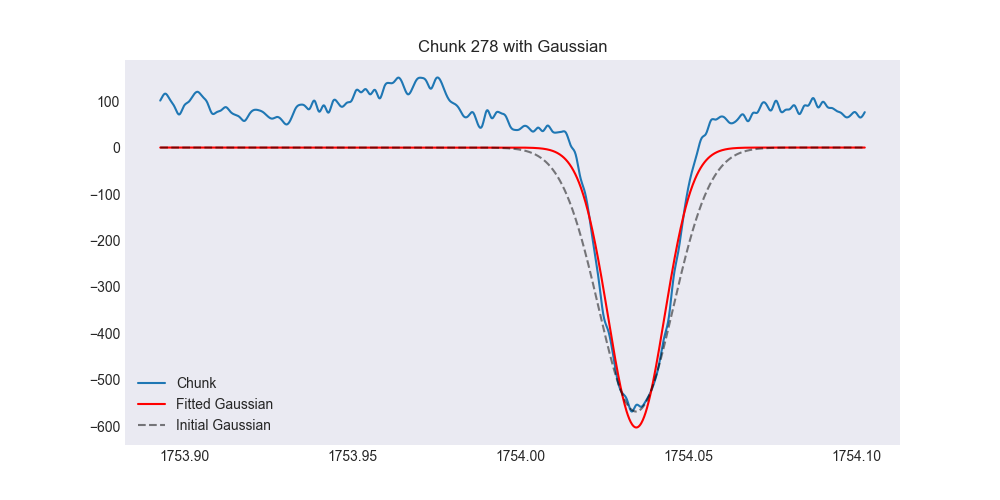 Chunk 278 with Gaussian
100
0
−100
−200
−300
−400
−500
−600
Chunk
Fitted Gaussian
Initial Gaussian
1753.90 1753.95 1754.00 1754.05 1754.10